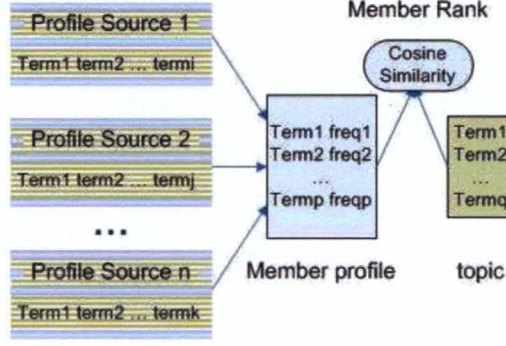 Member Rank
Profile Source 1
Term1 term2 ... termi
Cosine
Similarity
Profile Source 2
Term1 term2 ... termj
...
Profile Source n
Term1 term2 ... termk
Term1 freq1
Term2 freq2
...
Termp freqp
Member profile
Term1
Term2
...
Termq
topic